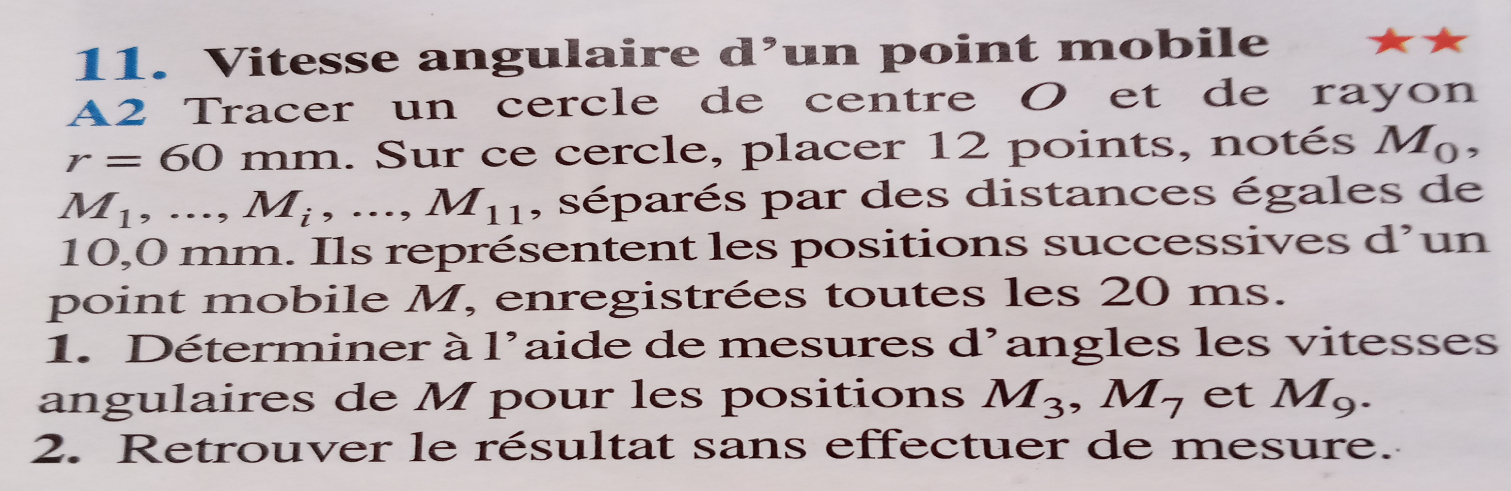 11. Vitesse angulaire d'un point mobile ★★
A2 Tracer un cercle de centre O et de rayon
r = 60 mm. Sur ce cercle, placer 12 points, notés M₀,
M₁, ..., Mᵢ, ..., M₁₁, séparés par des distances égales de
10,0 mm. Ils représentent les positions successives d'un
point mobile M, enregistrées toutes les 20 ms.
1. Déterminer à l'aide de mesures d'angles les vitesses
angulaires de M pour les positions M₃, M₇ et M₉.
2. Retrouver le résultat sans effectuer de mesure.